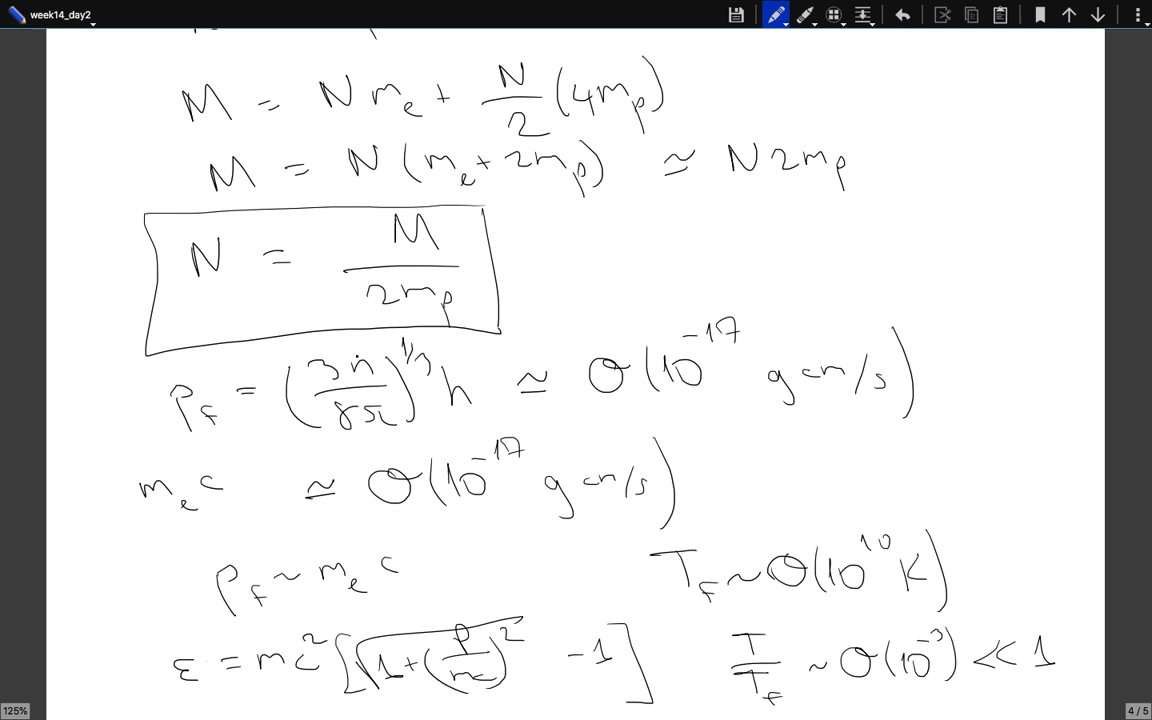 week14_day2
M = N m_e + N/2 (4m_p)
M = N (m_e + 2m_p) ≃ N 2m_p
N = M / 2m_p
p_f = (3n / 8π)^{1/3} h ≃ O(10^{-17} g cm/s)
m_e c ≃ O(10^{-17} g cm/s)
p_f ~ m_e c
T_f ~ O(10^{10} K)
ε = mc² [√(1 + (p/mc)²) - 1]
T/T_f ~ O(10^{-3}) << 1
125%
4 / 5